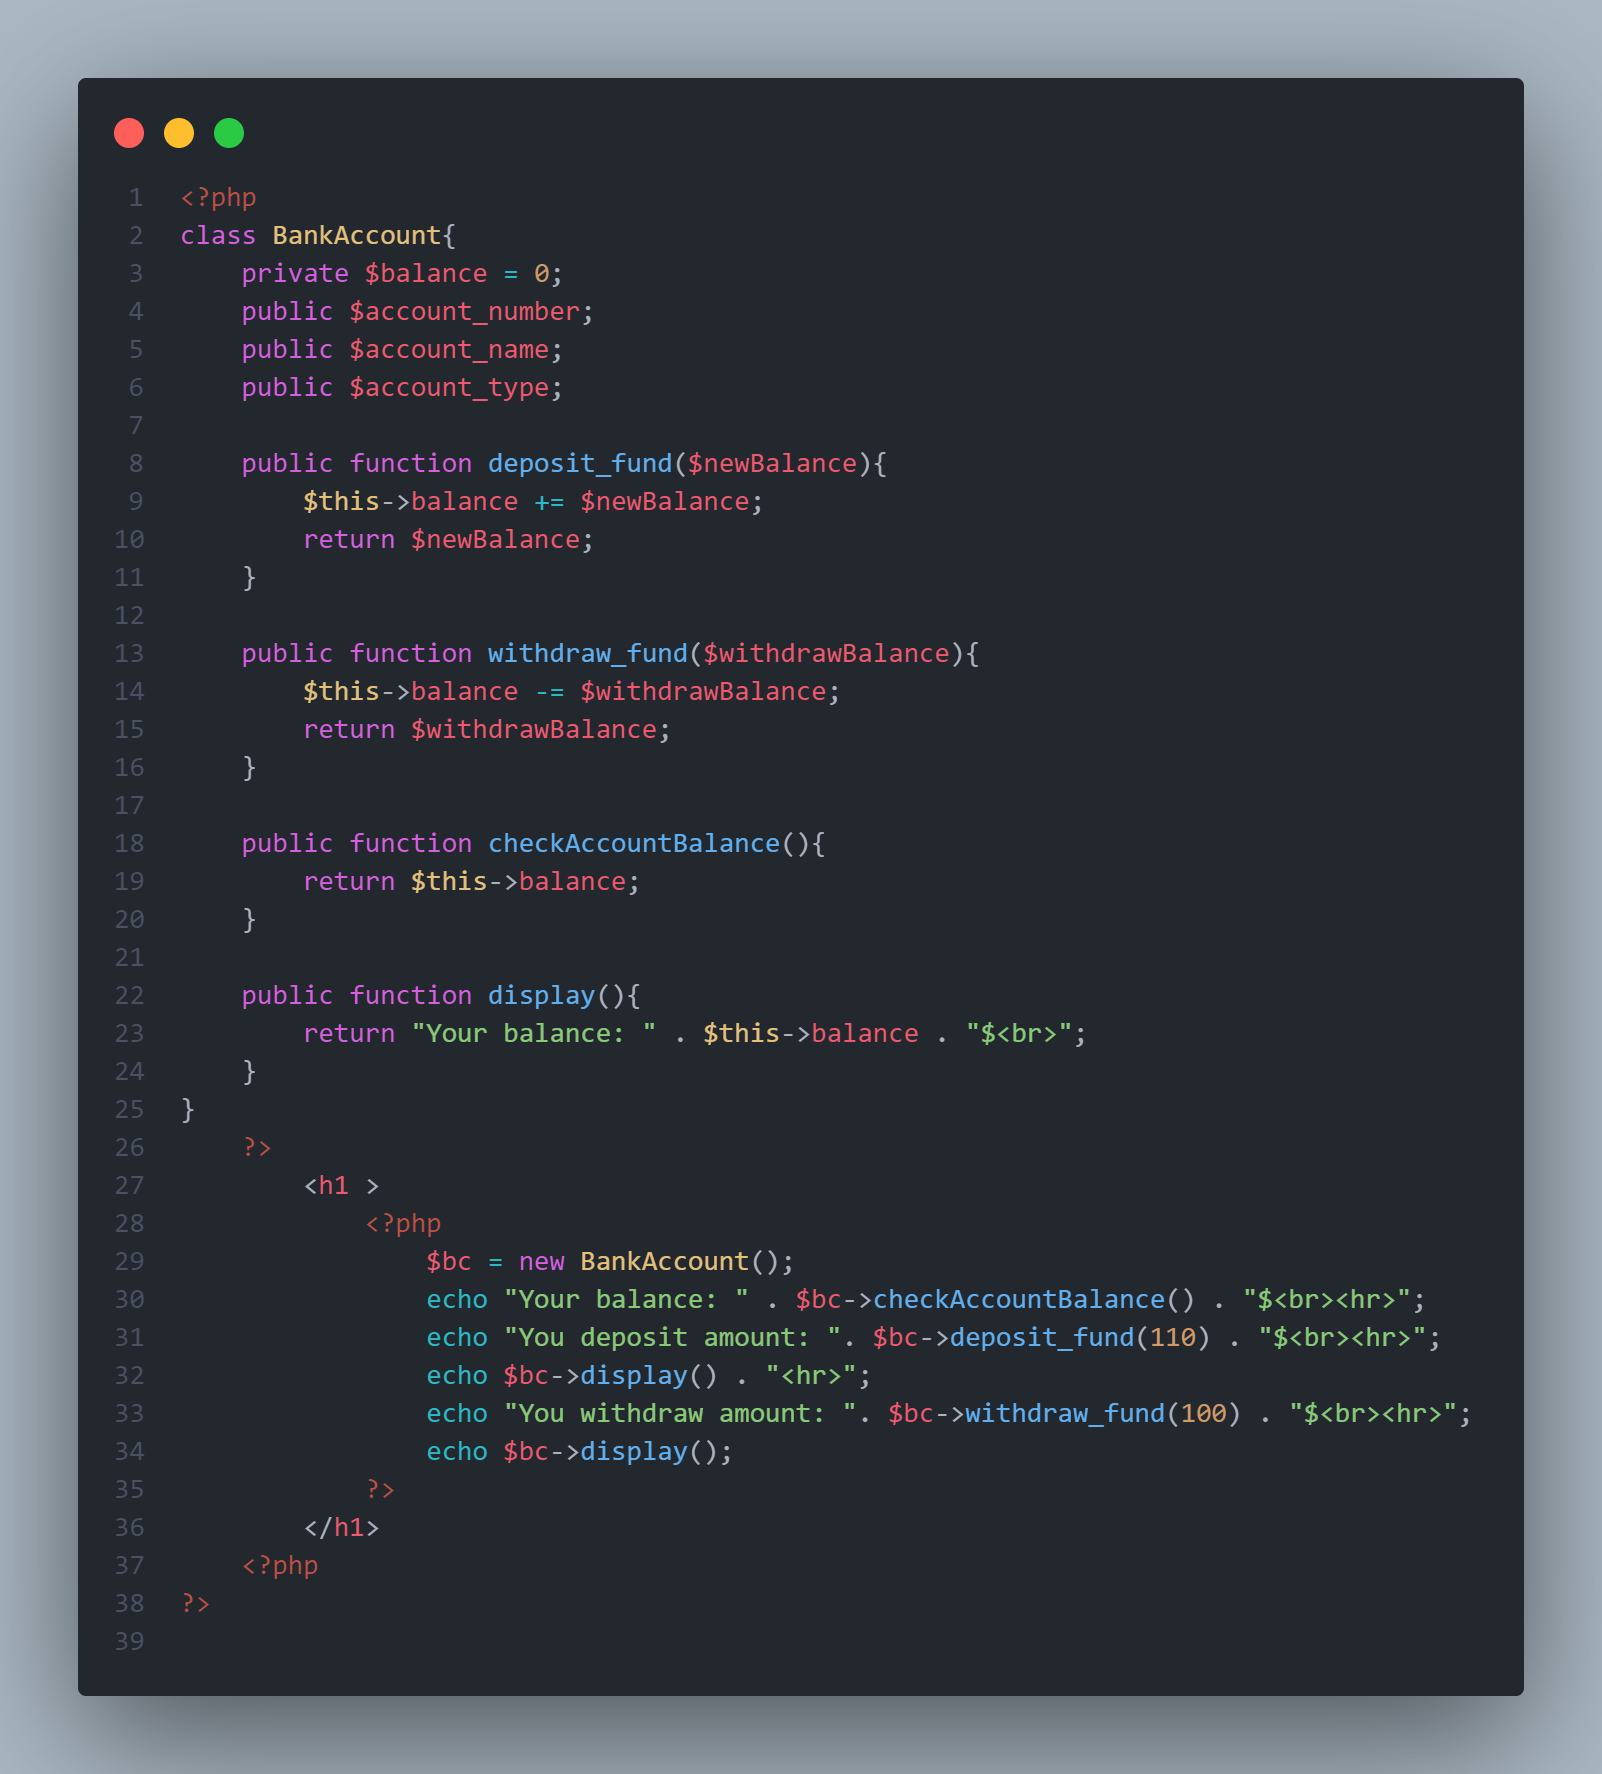 1 <?php
2 class BankAccount{
3     private $balance = 0;
4     public $account_number;
5     public $account_name;
6     public $account_type;
7
8     public function deposit_fund($newBalance){
9         $this->balance += $newBalance;
10         return $newBalance;
11     }
12
13     public function withdraw_fund($withdrawBalance){
14         $this->balance -= $withdrawBalance;
15         return $withdrawBalance;
16     }
17
18     public function checkAccountBalance(){
19         return $this->balance;
20     }
21
22     public function display(){
23         return "Your balance: " . $this->balance . "$<br>";
24     }
25 }
26     ?>
27         <h1 >
28             <?php
29                 $bc = new BankAccount();
30                 echo "Your balance: " . $bc->checkAccountBalance() . "$<br><hr>";
31                 echo "You deposit amount: ". $bc->deposit_fund(110) . "$<br><hr>";
32                 echo $bc->display() . "<hr>";
33                 echo "You withdraw amount: ". $bc->withdraw_fund(100) . "$<br><hr>";
34                 echo $bc->display();
35             ?>
36         </h1>
37     <?php
38 ?>
39